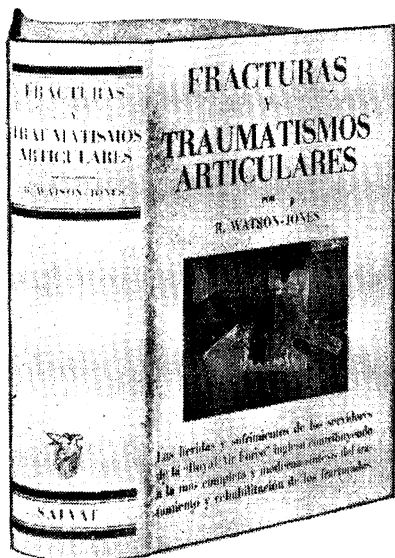 FRACTURAS
Y
TRAUMATISMOS
ARTICULARES
R. WATSON-JONES
SALVAT
FRACTURAS
Y
TRAUMATISMOS
ARTICULARES
POR
R. WATSON-JONES
Las heridas y sufrimientos de los servidores
de la "Royal Air Force" inglesa contribuyendo
a la más completa y moderna síntesis del tra-
tamiento y rehabilitación de los fracturados.